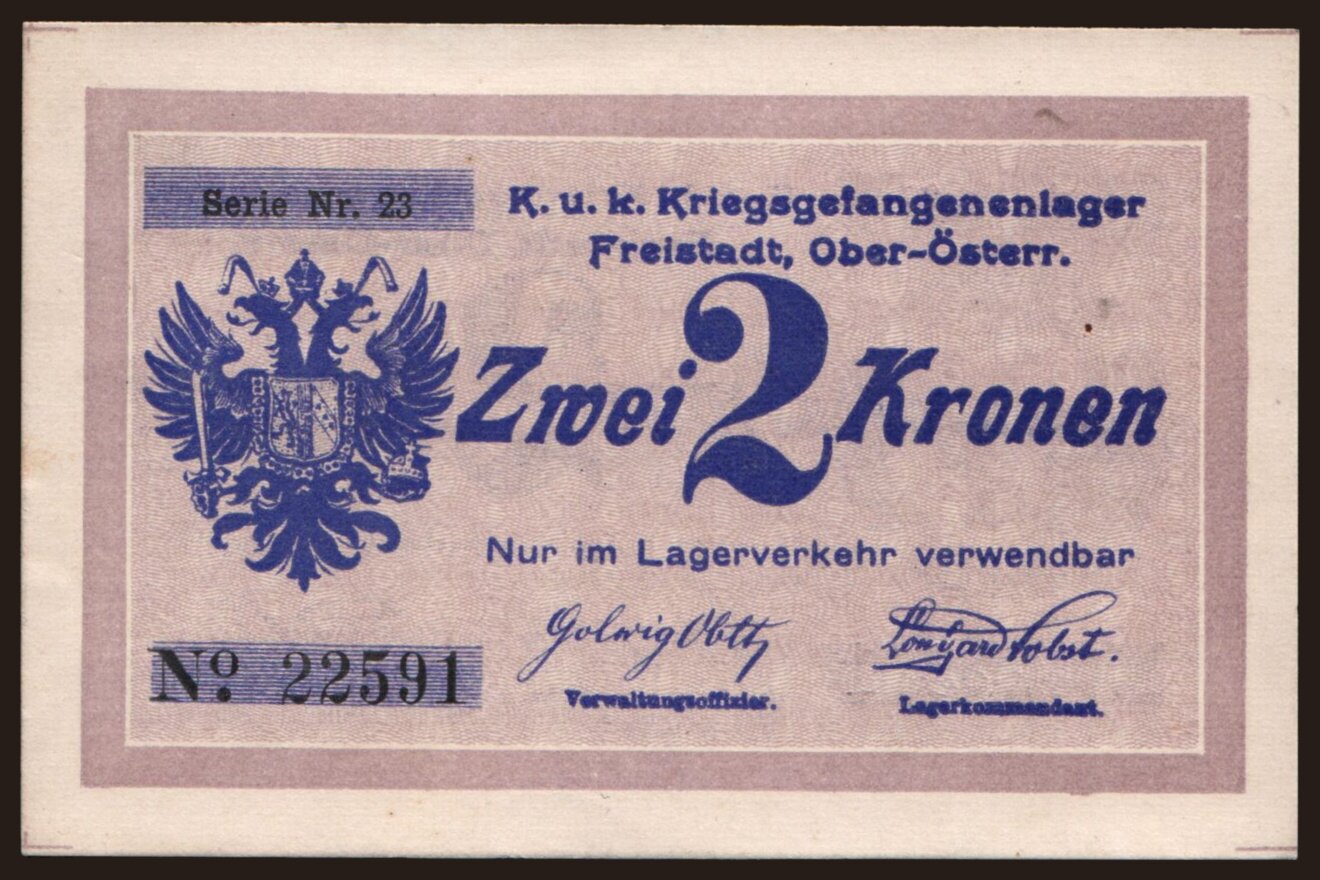 Serie Nr. 23
K. u. k. Kriegsgefangenenlager
Freistadt, Ober-Österr.
Zwei 2 Kronen
Nur im Lagerverkehr verwendbar
Verwaltungsoffizier.
Lagerkommandant.
No. 22591